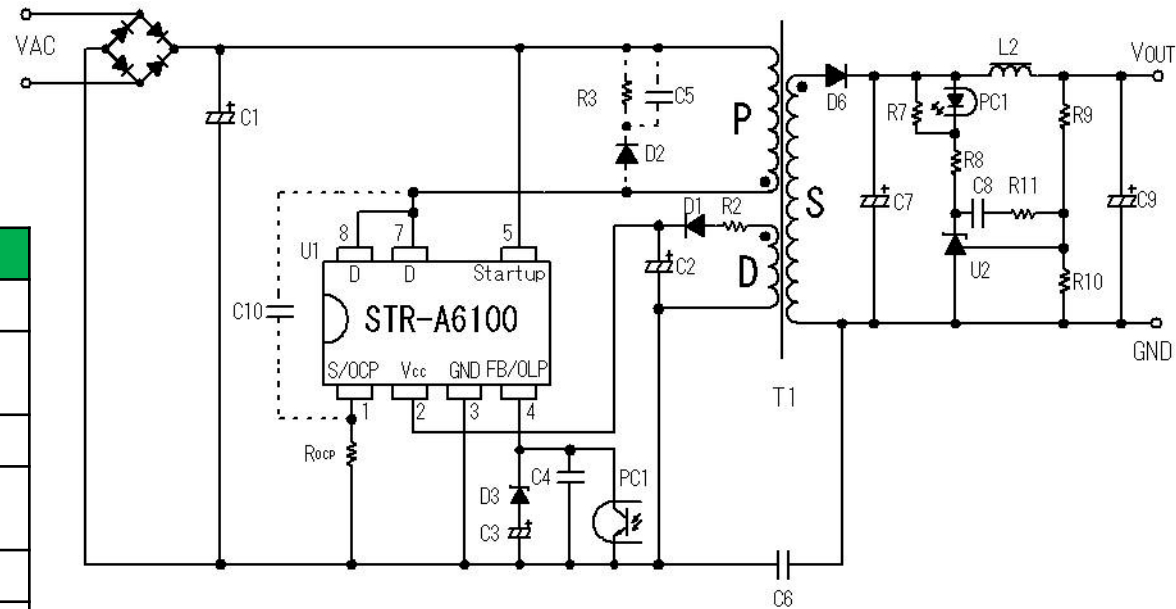 VAC
C1
R3
C5
D2
P
D1
R2
C2
D
S
T1
D6
L2
VOUT
R7
PC1
R8
R9
C7
C8
R11
C9
U2
R10
GND
U1
8
7
5
D
D
Startup
C10
STR-A6100
S/OCP
Vcc
GND
FB/OLP
1
2
3
4
ROCP
D3
C3
C4
PC1
C6